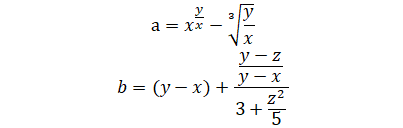 a = x^(y/x) − ∛(y/x)
b = (y − x) + ((y − z)/(y − x))/(3 + z²/5)